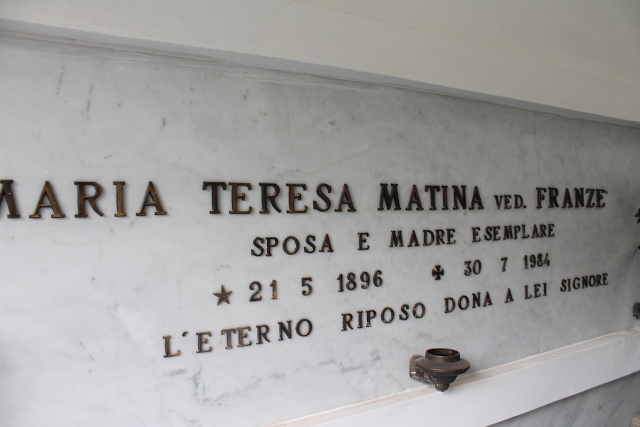 MARIA TERESA MATINA VED. FRANZE'
SPOSA E MADRE ESEMPLARE
21 5 1896 30 7 1984
L'ETERNO RIPOSO DONA A LEI SIGNORE